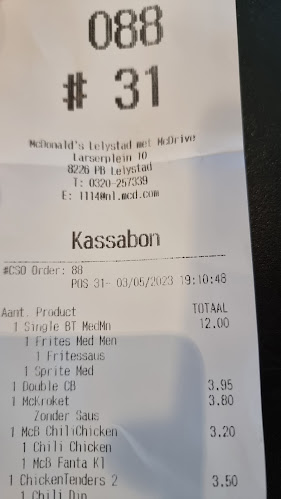 088
# 31
McDonald's Lelystad met McDrive
Larserplein 10
8226 PB Lelystad
T: 0320-257339
E: 1114@nl.mcd.com
Kassabon
#CSO Order: 88
POS 31- 03/05/2023 19:10:46
Aant. Product TOTAAL
1 Single BT MedMn 12.00
1 Frites Med Men
1 Fritessaus
1 Sprite Med
1 Double CB 3.95
1 McKroket 3.80
Zonder Saus
1 McB ChiliChicken 3.20
1 Chili Chicken
1 McB Fanta Kl
1 ChickenTenders 2 3.50
1 Chili Dip